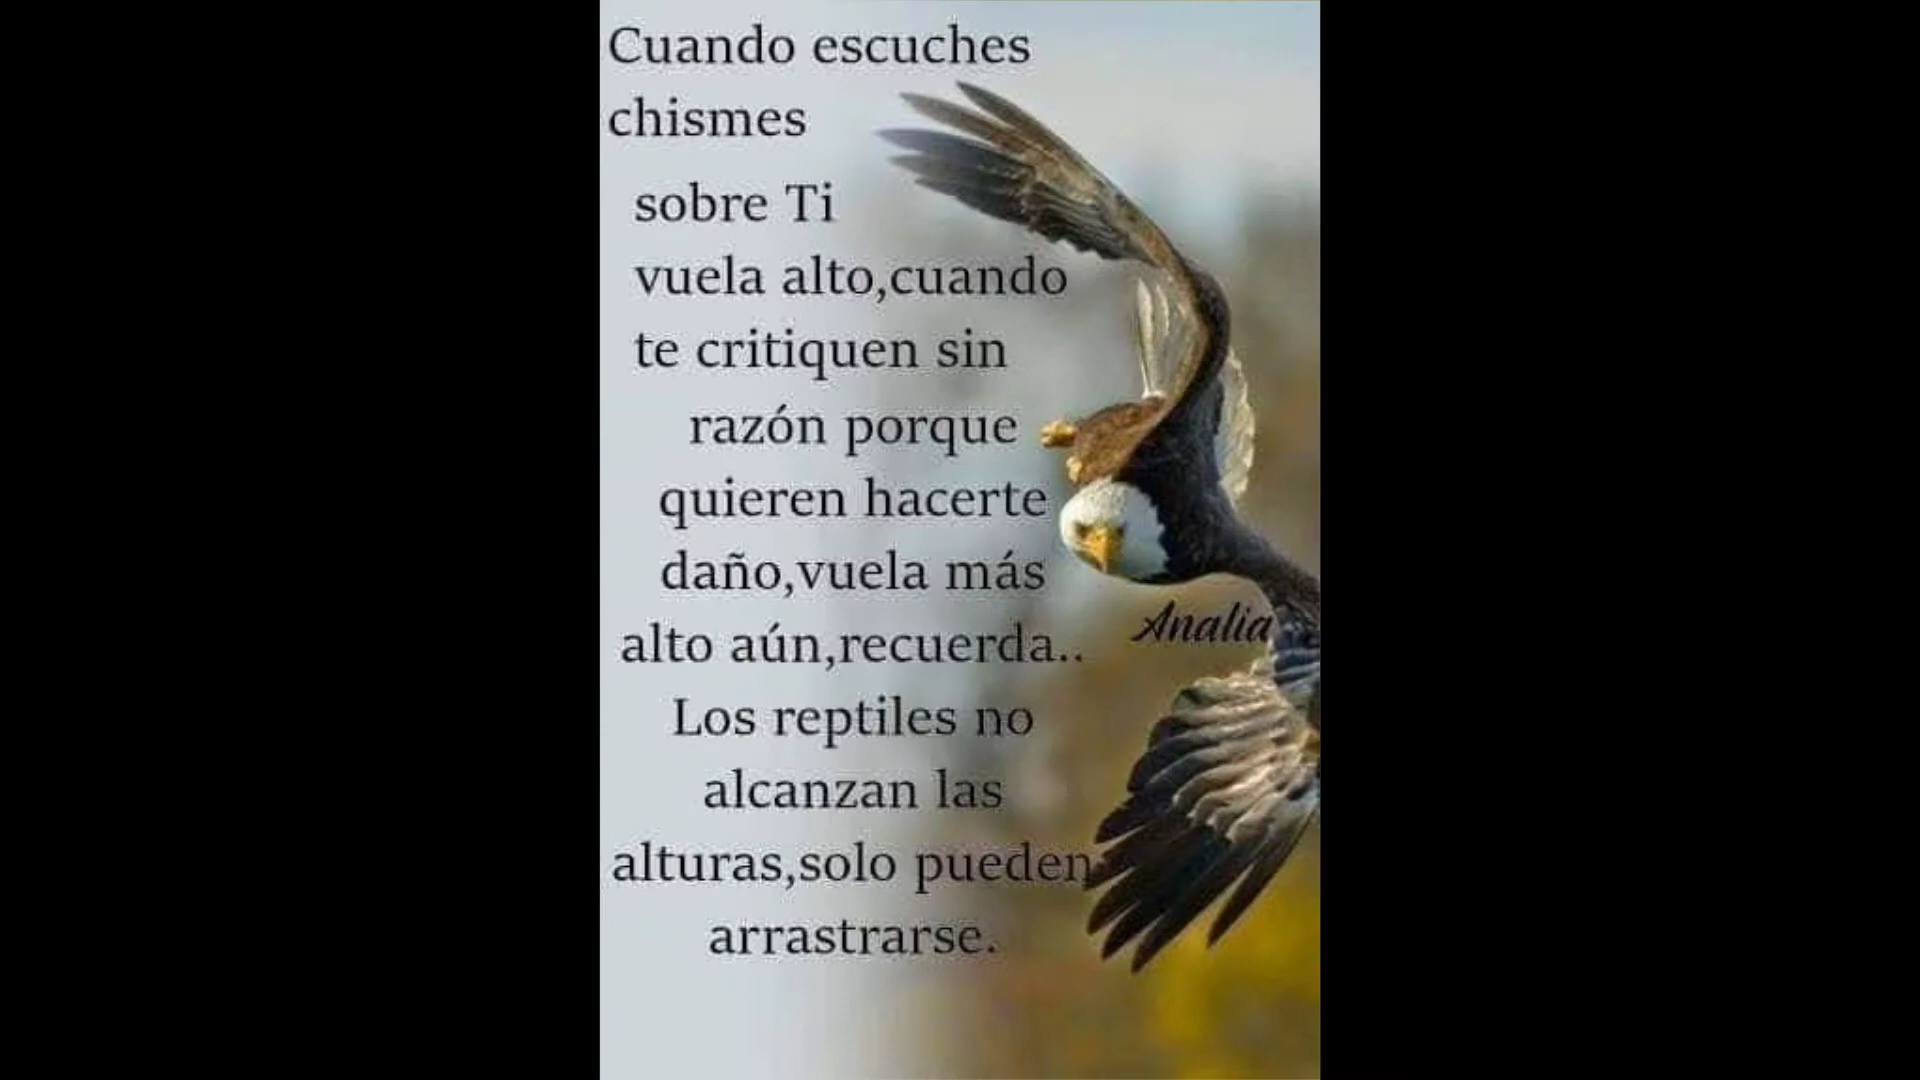 Cuando escuches
chismes
sobre Ti
vuela alto,cuando
te critiquen sin
razón porque
quieren hacerte
daño,vuela más
alto aún,recuerda..
Los reptiles no
alcanzan las
alturas,solo pueden
arrastrarse.
Analia